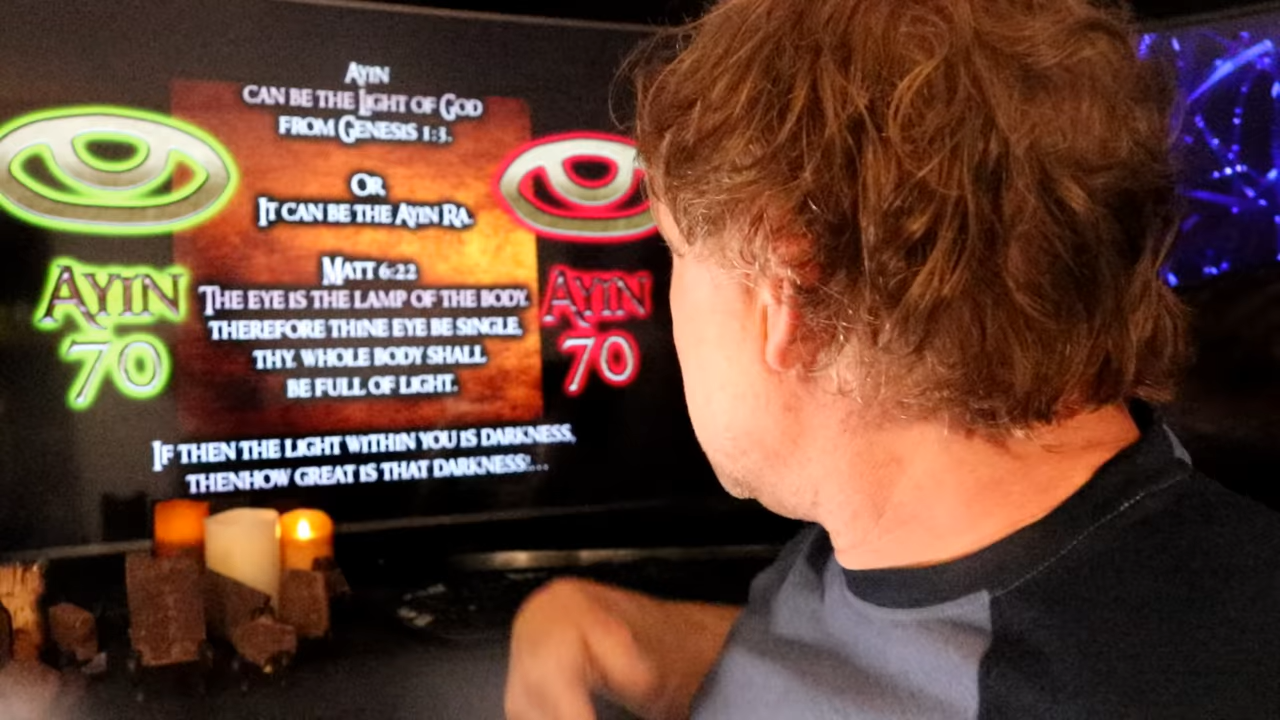 Ayin
can be the Light of God
from Genesis 1:3.
Or
It can be the Ayin Ra.
Matt 6:22
The eye is the lamp of the body.
therefore thine eye be single,
thy. whole body shall
be full of light.
If then the light within you is darkness,
thenhow great is that darkness!...
Ayin
70
Ayin
70